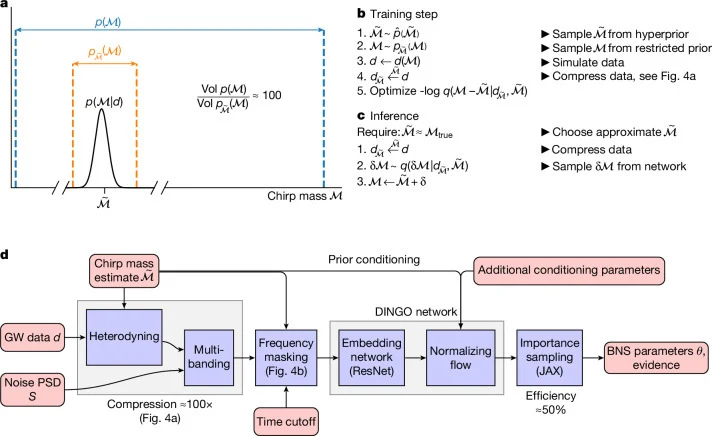 a
p(ℳ)
p_ℳ̃(ℳ)
p(ℳ|d)
Vol p(ℳ)
Vol p_ℳ̃(ℳ)
≈ 100
ℳ̃
Chirp mass ℳ
b Training step
1. ℳ̃ ~ p̂(ℳ̃) ▶ Sample ℳ̃ from hyperprior
2. ℳ ~ p_ℳ̃(ℳ) ▶ Sample ℳ from restricted prior
3. d ← d(ℳ) ▶ Simulate data
4. d_ℳ̃ ←^ℳ̃ d ▶ Compress data, see Fig. 4a
5. Optimize -log q(ℳ − ℳ̃|d_ℳ̃, ℳ̃)
c Inference
Require: ℳ̃ ≈ ℳ_true ▶ Choose approximate ℳ̃
1. d_ℳ̃ ←^ℳ̃ d ▶ Compress data
2. δℳ ~ q(δℳ|d_ℳ̃, ℳ̃) ▶ Sample δℳ from network
3. ℳ ← ℳ̃ + δ
d
Chirp mass
estimate ℳ̃
Prior conditioning
Additional conditioning parameters
DINGO network
GW data d
Heterodyning
Multi-
banding
Frequency
masking
(Fig. 4b)
Embedding
network
(ResNet)
Normalizing
flow
Importance
sampling
(JAX)
BNS parameters θ,
evidence
Noise PSD
S
Compression ≈100×
(Fig. 4a)
Time cutoff
Efficiency
≈50%